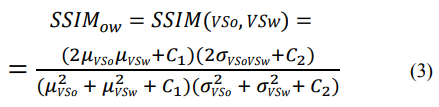 SSIM_{ow} = SSIM(VSo, VSw) =
= \frac{(2\mu_{VSo}\mu_{VSw}+C_1)(2\sigma_{VSoVSw}+C_2)}{(\mu_{VSo}^2 + \mu_{VSw}^2 + C_1)(\sigma_{VSo}^2 + \sigma_{VSw}^2 + C_2)} (3)